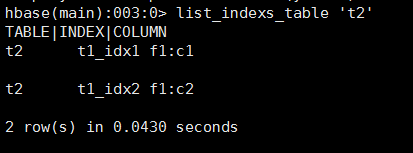 hbase(main):003:0> list_indexs_table 't2'
TABLE|INDEX|COLUMN
t2 t1_idx1 f1:c1
t2 t1_idx2 f1:c2
2 row(s) in 0.0430 seconds